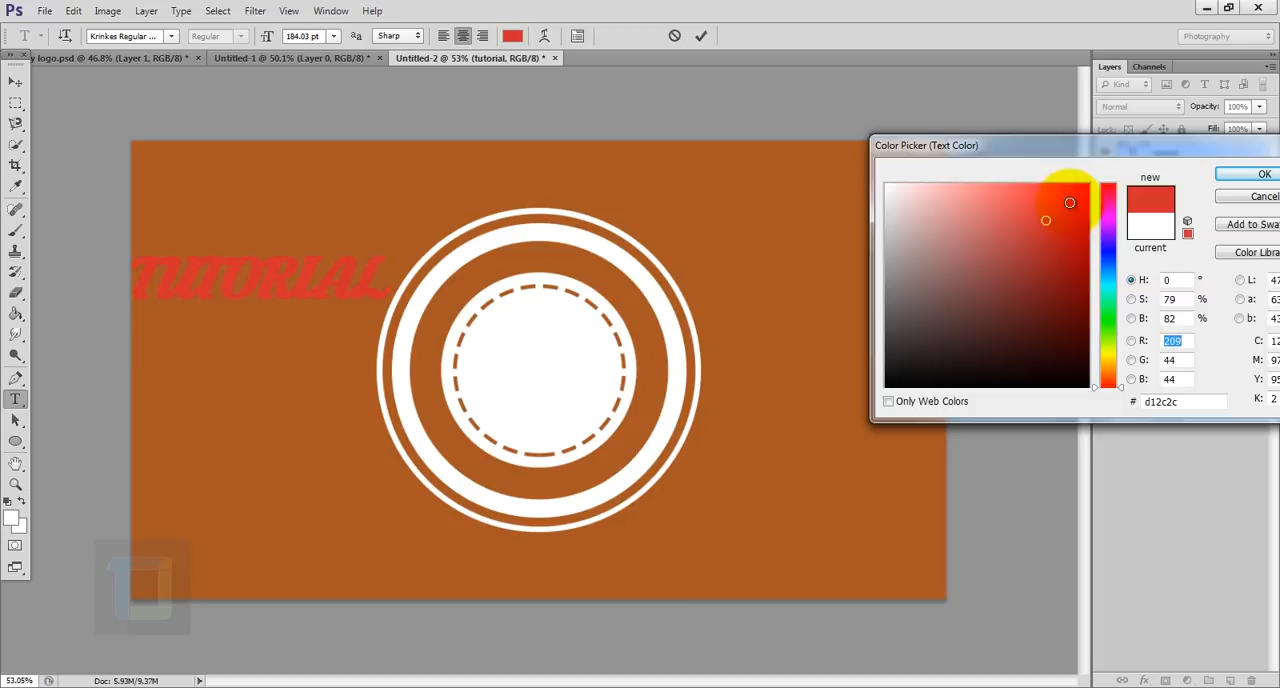 Ps File Edit Image Layer Type Select Filter View Window Help
T Krinkes Regular ... Regular 184.03 pt aa Sharp Photography
y logo.psd @ 46.8% (Layer 1, RGB/8) * × Untitled-1 @ 50.1% (Layer 0, RGB/8) * × Untitled-2 @ 53% (tutorial, RGB/8) * ×
Layers Channels
Kind
Normal Opacity: 100%
Lock: Fill: 100%
Color Picker (Text Color)
new
OK
Cancel
Add to Swa
current
Color Libra
TUTORIAL
H: 0 ° L: 47
S: 79 % a: 63
B: 82 % b: 43
R: 209 C: 12
G: 44 M: 97
B: 44 Y: 95
Only Web Colors # d12c2c K: 2
T
53.05% Doc: 5.93M/9.37M
fx